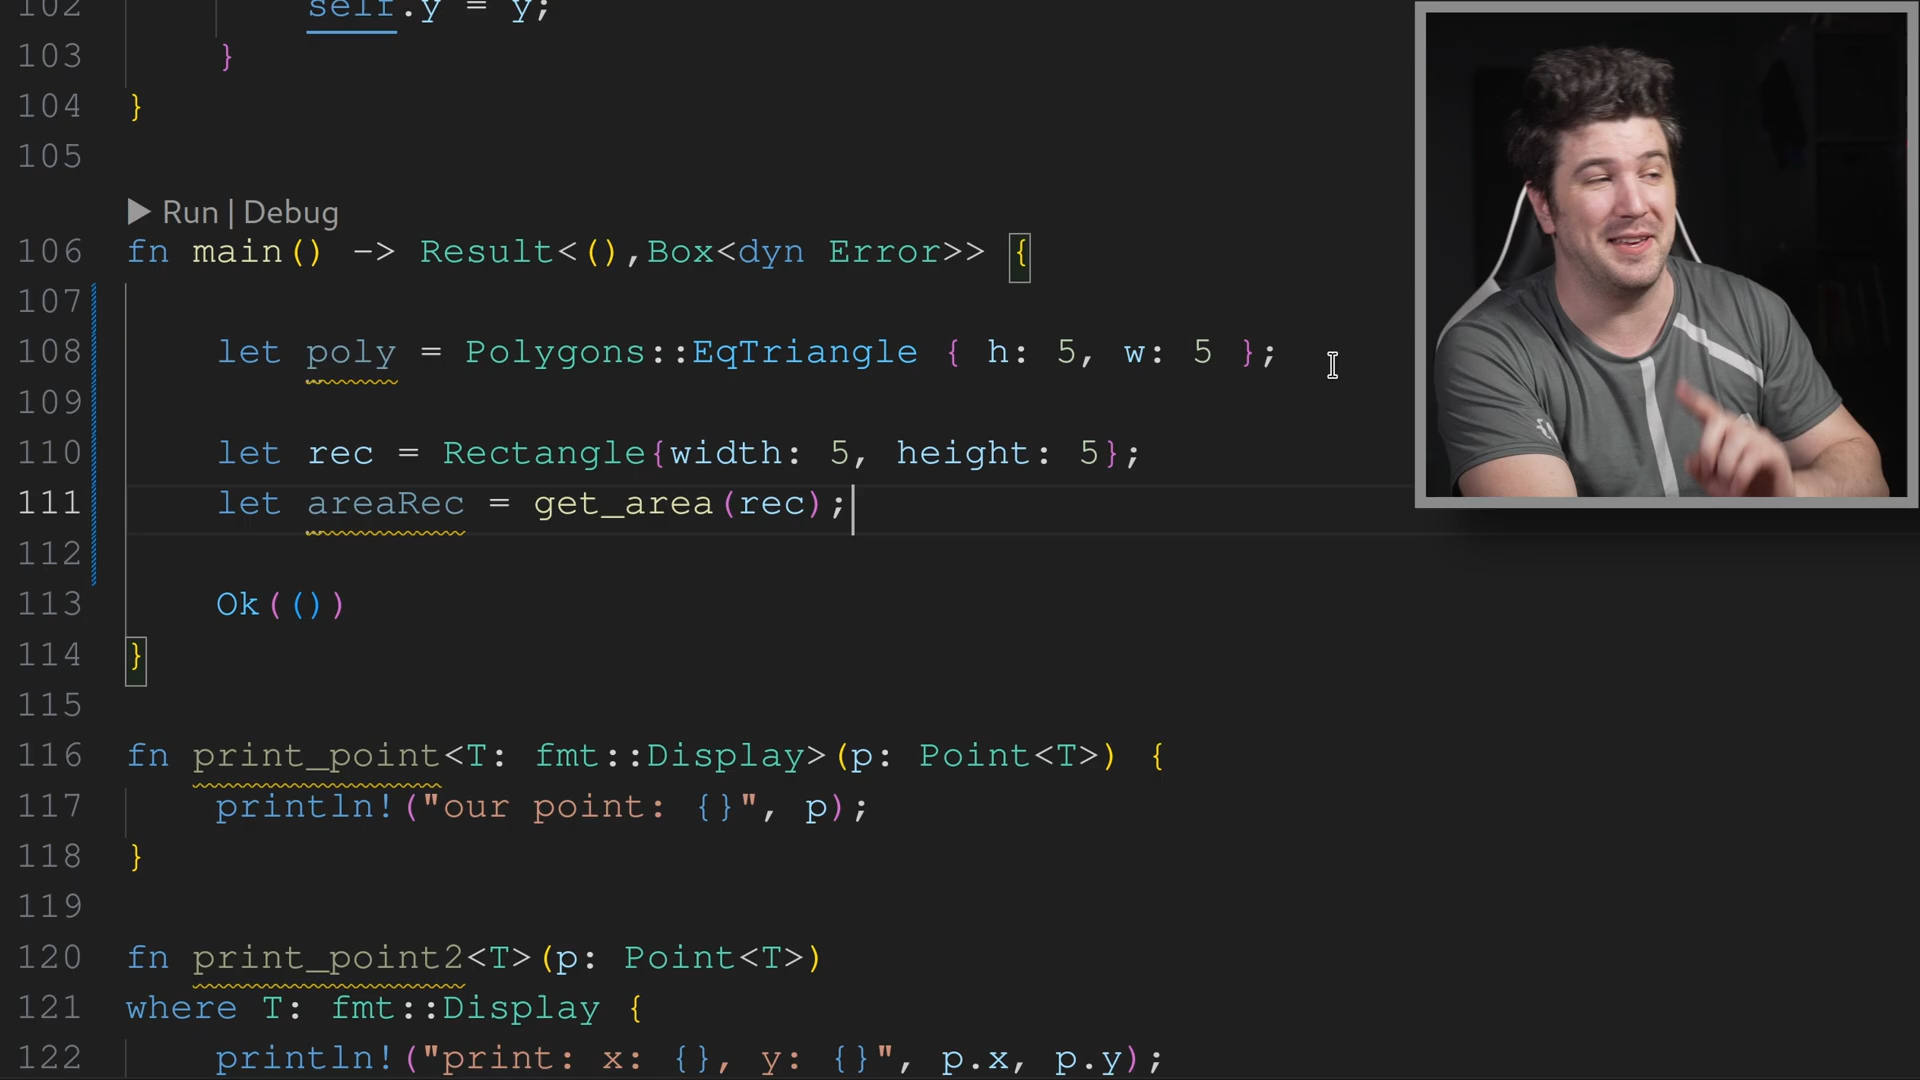 102 self.y = y;
103 }
104 }
105
Run | Debug
106 fn main() -> Result<(),Box<dyn Error>> {
107
108 let poly = Polygons::EqTriangle { h: 5, w: 5 };
109
110 let rec = Rectangle{width: 5, height: 5};
111 let areaRec = get_area(rec);
112
113 Ok(())
114 }
115
116 fn print_point<T: fmt::Display>(p: Point<T>) {
117 println!("our point: {}", p);
118 }
119
120 fn print_point2<T>(p: Point<T>)
121 where T: fmt::Display {
122 println!("print: x: {}, y: {}", p.x, p.y);